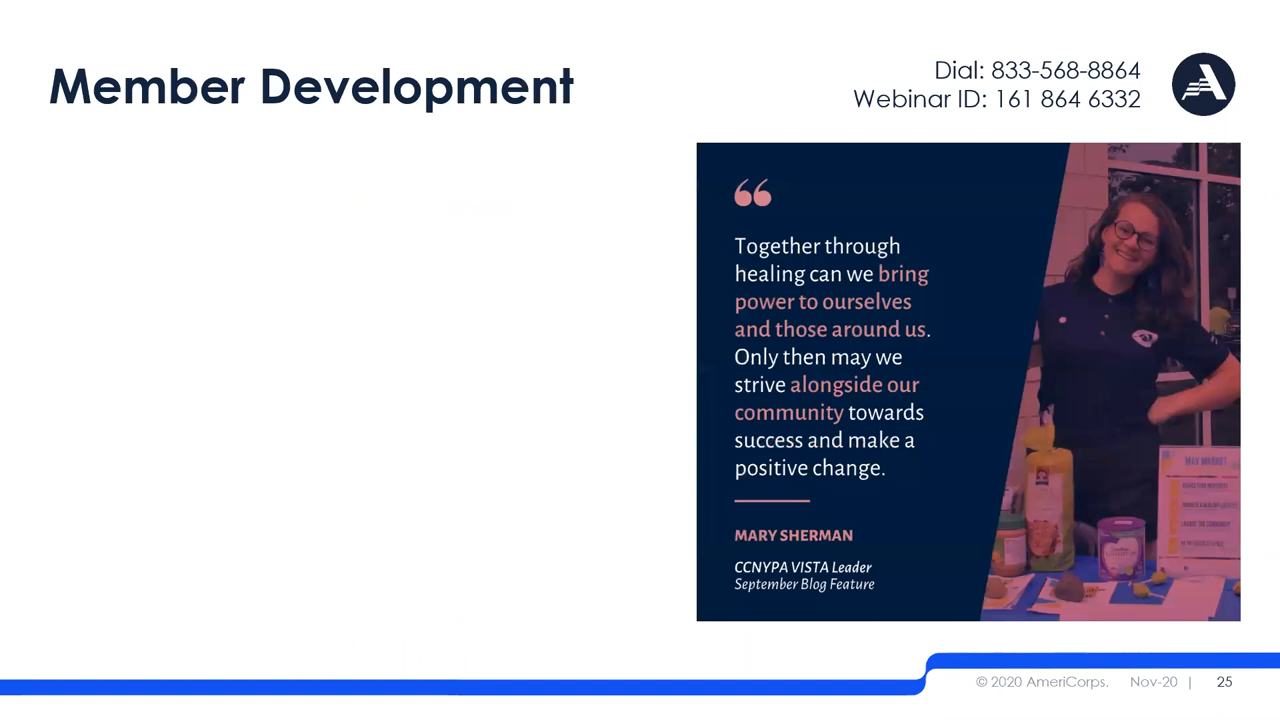 Member Development
Dial: 833-568-8864
Webinar ID: 161 864 6332
Together through
healing can we bring
power to ourselves
and those around us.
Only then may we
strive alongside our
community towards
success and make a
positive change.
MARY SHERMAN
CCNYPA VISTA Leader
September Blog Feature
MAY MARKET
© 2020 AmeriCorps. Nov-20 | 25